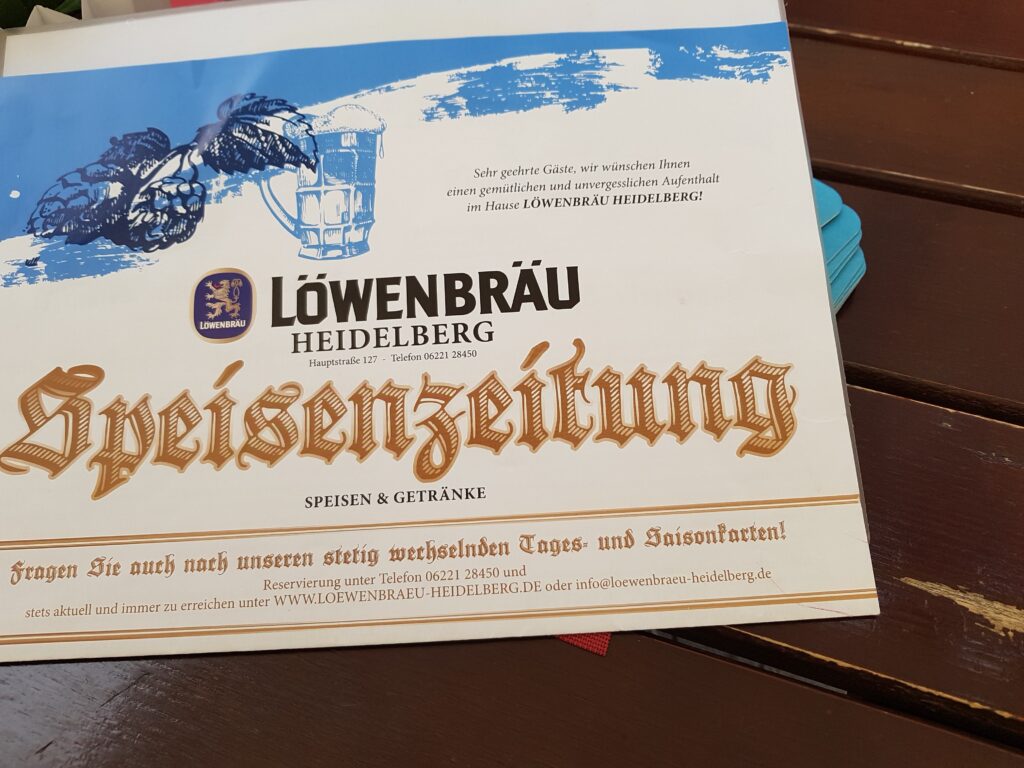 Sehr geehrte Gäste, wir wünschen Ihnen
einen gemütlichen und unvergesslichen Aufenthalt
im Hause LÖWENBRÄU HEIDELBERG!
LÖWENBRÄU
LÖWENBRÄU
HEIDELBERG
Hauptstraße 127 - Telefon 06221 28450
Speisenzeitung
SPEISEN & GETRÄNKE
Fragen Sie auch nach unseren stetig wechselnden Tages- und Saisonkarten!
Reservierung unter Telefon 06221 28450 und
stets aktuell und immer zu erreichen unter WWW.LOEWENBRAEU-HEIDELBERG.DE oder info@loewenbraeu-heidelberg.de